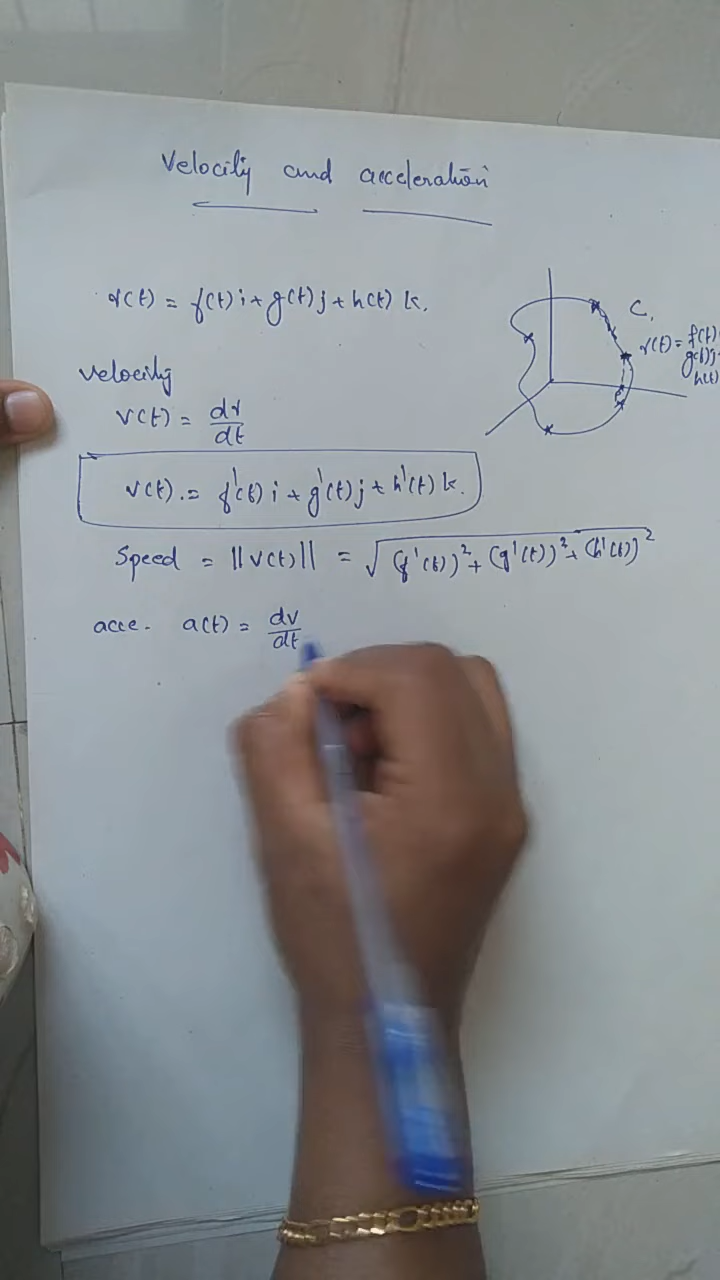 Velocity and acceleration
r(t) = f(t) i + g(t) j + h(t) k.
C.
r(t) = f(t)
g(t) j
h(t)
Velocity
v(t) = dr/dt
v(t) = f'(t) i + g'(t) j + h'(t) k.
Speed = ||v(t)|| = √(f'(t))² + (g'(t))² + (h'(t))²
acce. a(t) = dv/dt